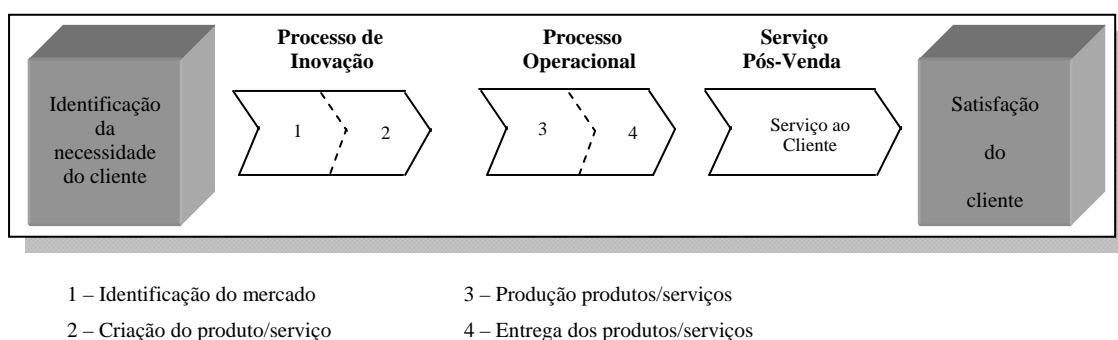 Identificação
da
necessidade
do cliente
Processo de
Inovação
1
2
Processo
Operacional
3
4
Serviço
Pós-Venda
Serviço ao
Cliente
Satisfação
do
cliente
1 – Identificação do mercado
2 – Criação do produto/serviço
3 – Produção produtos/serviços
4 – Entrega dos produtos/serviços